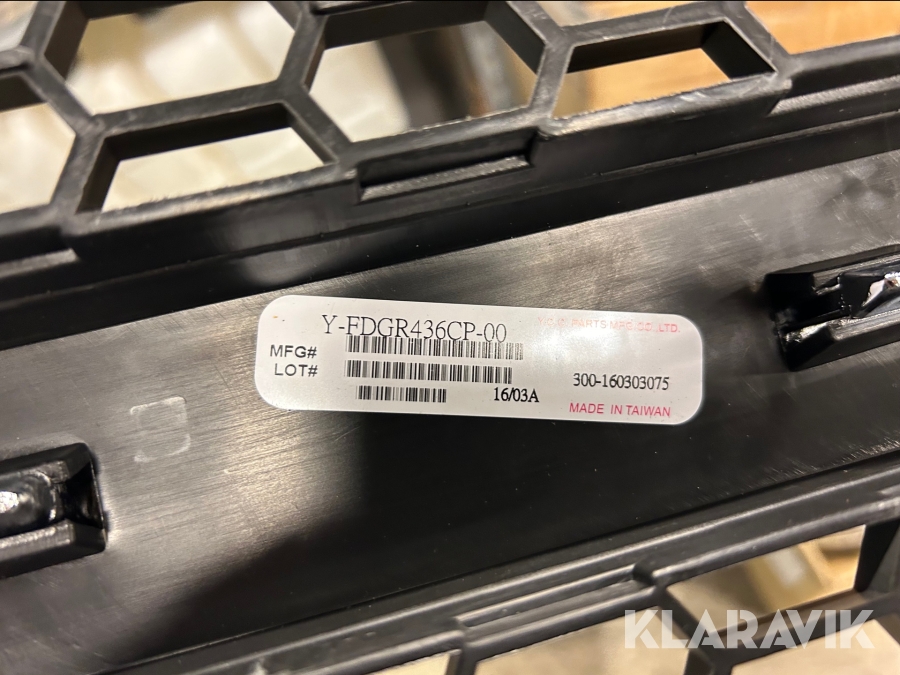 Y-FDGR436CP-00
PARTS MFG. CO., LTD.
MFG#
LOT#
300-160303075
16/03A
MADE IN TAIWAN
KLARAVIK